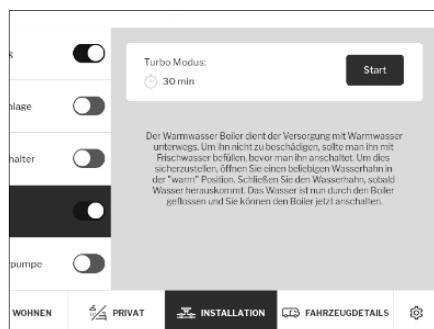 Turbo Modus:
30 min
Start
lage
halter
pumpe
Der Warmwasser Boiler dient der Versorgung mit Warmwasser
unterwegs. Um ihn nicht zu beschädigen, sollte man ihn mit
Frischwasser befüllen, bevor man ihn anschaltet. Um dies
sicherzustellen, öffnen Sie einen beliebigen Wasserhahn in
der "warm" Position. Schließen Sie den Wasserhahn, sobald
Wasser herauskommt. Das Wasser ist nun durch den Boiler
geflossen und Sie können den Boiler jetzt anschalten.
WOHNEN
PRIVAT
INSTALLATION
FAHRZEUGDETAILS